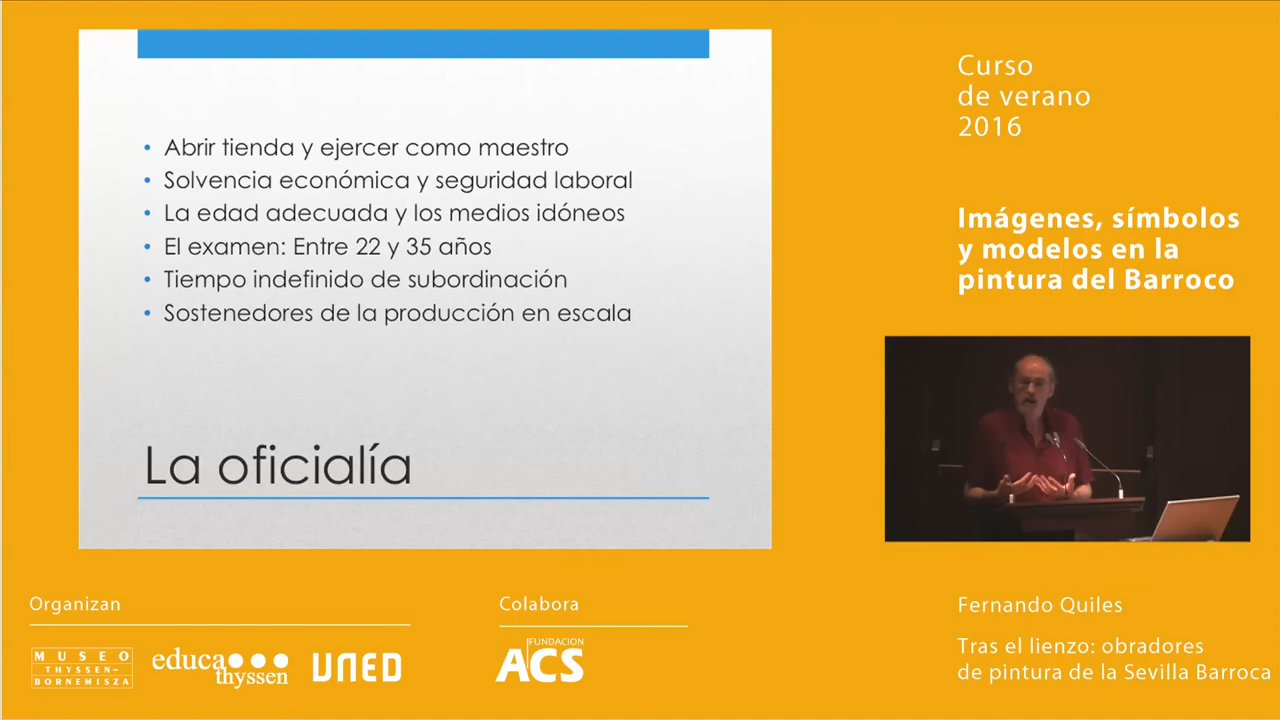 • Abrir tienda y ejercer como maestro
• Solvencia económica y seguridad laboral
• La edad adecuada y los medios idóneos
• El examen: Entre 22 y 35 años
• Tiempo indefinido de subordinación
• Sostenedores de la producción en escala
La oficialía
Curso
de verano
2016
Imágenes, símbolos
y modelos en la
pintura del Barroco
Organizan
MUSEO
THYSSEN-
BORNEMISZA
educa
thyssen
UNED
Colabora
FUNDACION
ACS
Fernando Quiles
Tras el lienzo: obradores
de pintura de la Sevilla Barroca